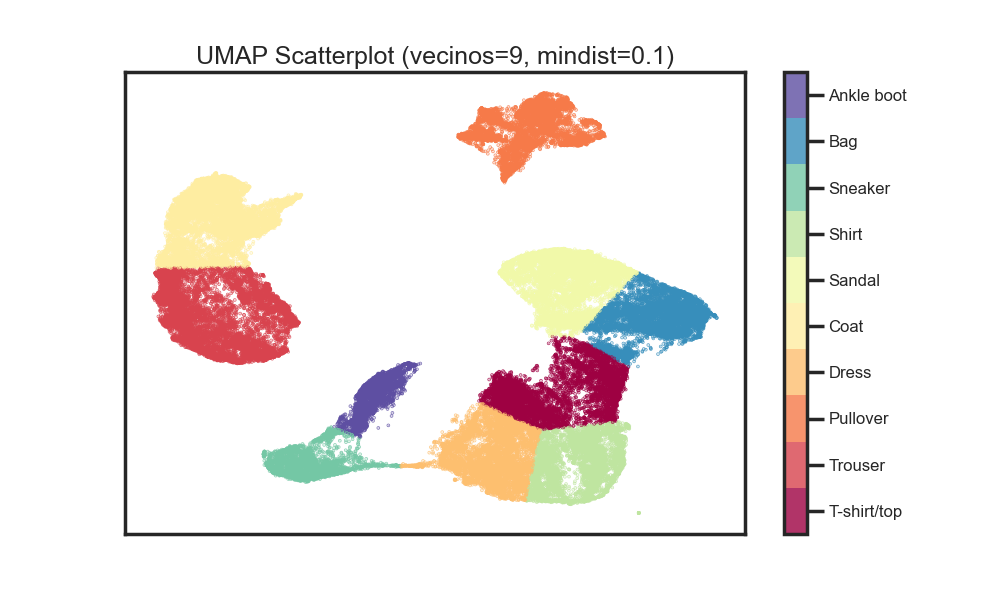 UMAP Scatterplot (vecinos=9, mindist=0.1)
Ankle boot
Bag
Sneaker
Shirt
Sandal
Coat
Dress
Pullover
Trouser
T-shirt/top